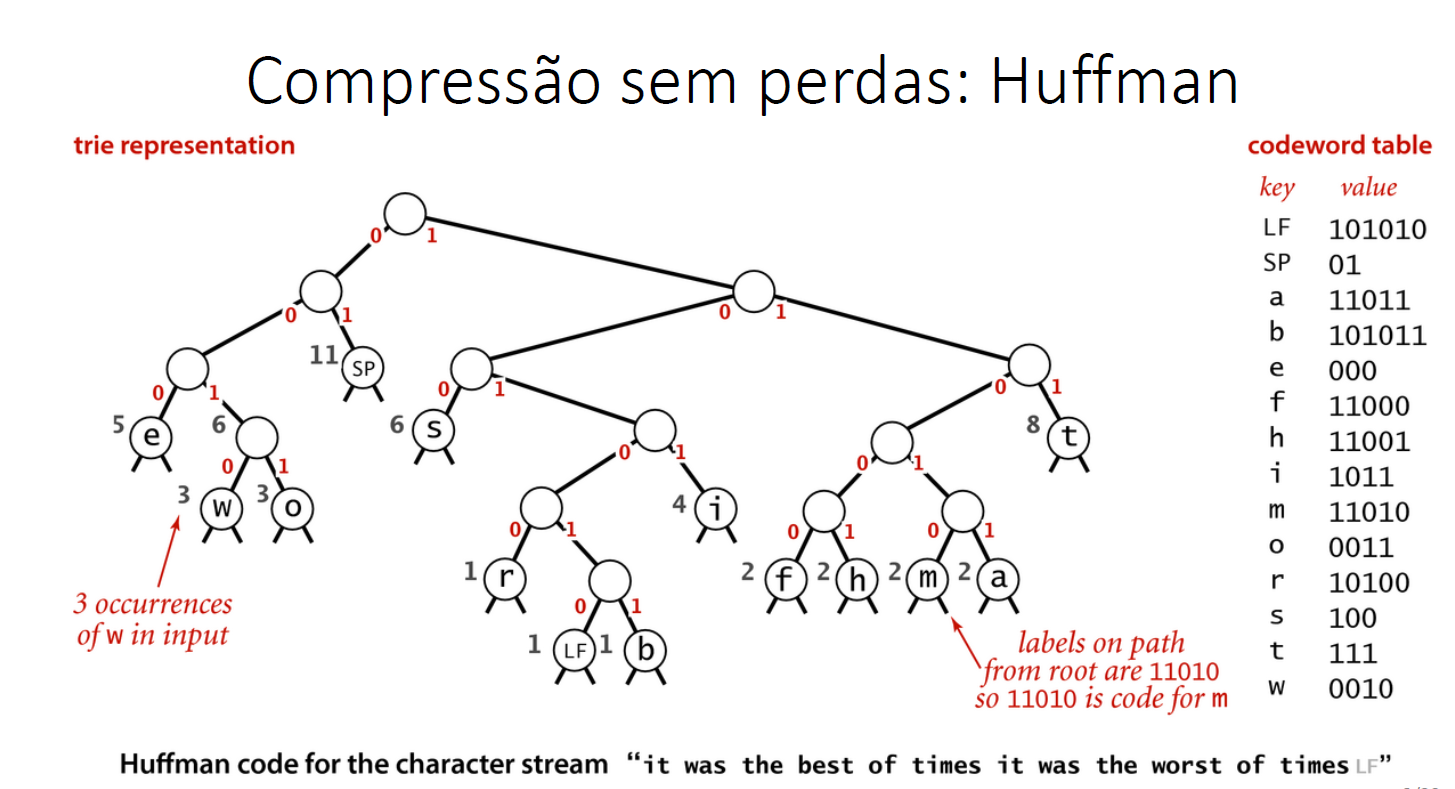 Compressão sem perdas: Huffman
trie representation
0 1
0 1
0 1
11 SP
0 1
0 1
0 1
5 e
6
6 s
8 t
0 1
0 1
0 1
3 w
3 o
4 i
0 1
0 1
0 1
1 r
2 f
2 h
2 m
2 a
0 1
1 LF
1 b
3 occurrences
of w in input
labels on path
from root are 11010
so 11010 is code for m
codeword table
key value
LF 101010
SP 01
a 11011
b 101011
e 000
f 11000
h 11001
i 1011
m 11010
o 0011
r 10100
s 100
t 111
w 0010
Huffman code for the character stream “it was the best of times it was the worst of times LF”